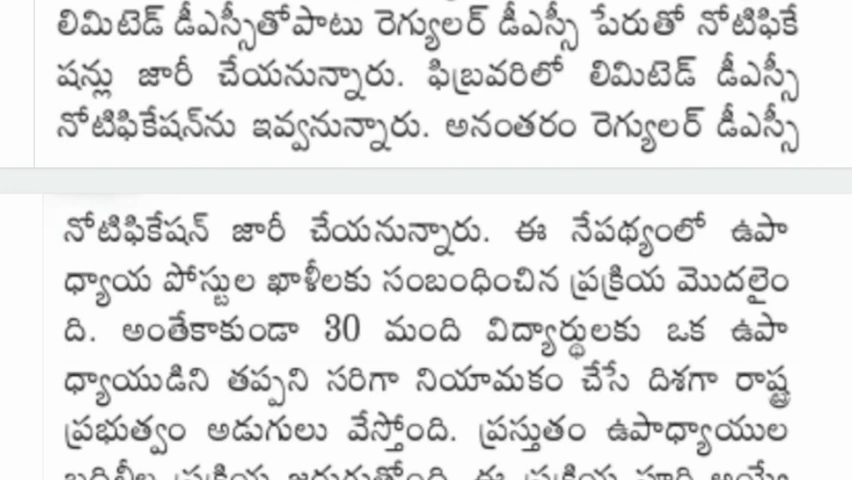 లిమిటెడ్ డీఎస్సీతోపాటు రెగ్యులర్ డీఎస్సీ పేరుతో నోటిఫికే
షన్లు జారీ చేయనున్నారు. ఫిబ్రవరిలో లిమిటెడ్ డీఎస్సీ
నోటిఫికేషన్‌ను ఇవ్వనున్నారు. అనంతరం రెగ్యులర్ డీఎస్సీ
నోటిఫికేషన్ జారీ చేయనున్నారు. ఈ నేపథ్యంలో ఉపా
ధ్యాయ పోస్టుల ఖాళీలకు సంబంధించిన ప్రక్రియ మొదలైం
ది. అంతేకాకుండా 30 మంది విద్యార్థులకు ఒక ఉపా
ధ్యాయుడిని తప్పని సరిగా నియామకం చేసే దిశగా రాష్ట్ర
ప్రభుత్వం అడుగులు వేస్తోంది. ప్రస్తుతం ఉపాధ్యాయుల